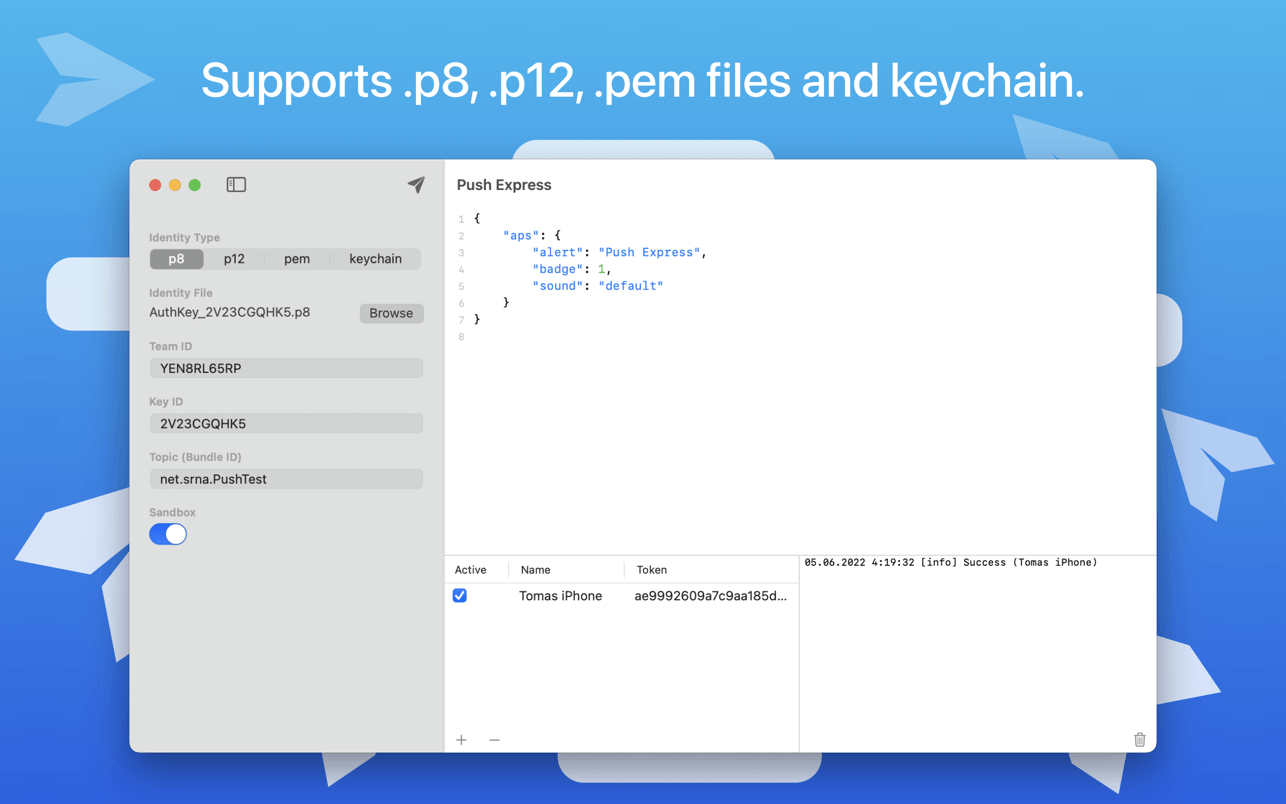 Supports .p8, .p12, .pem files and keychain.
Push Express
Identity Type
p8 p12 pem keychain
Identity File
AuthKey_2V23CGQHK5.p8 Browse
Team ID
YEN8RL65RP
Key ID
2V23CGQHK5
Topic (Bundle ID)
net.srna.PushTest
Sandbox
1 {
2 "aps": {
3 "alert": "Push Express",
4 "badge": 1,
5 "sound": "default"
6 }
7 }
8
Active Name Token
Tomas iPhone ae9992609a7c9aa185d...
05.06.2022 4:19:32 [info] Success (Tomas iPhone)